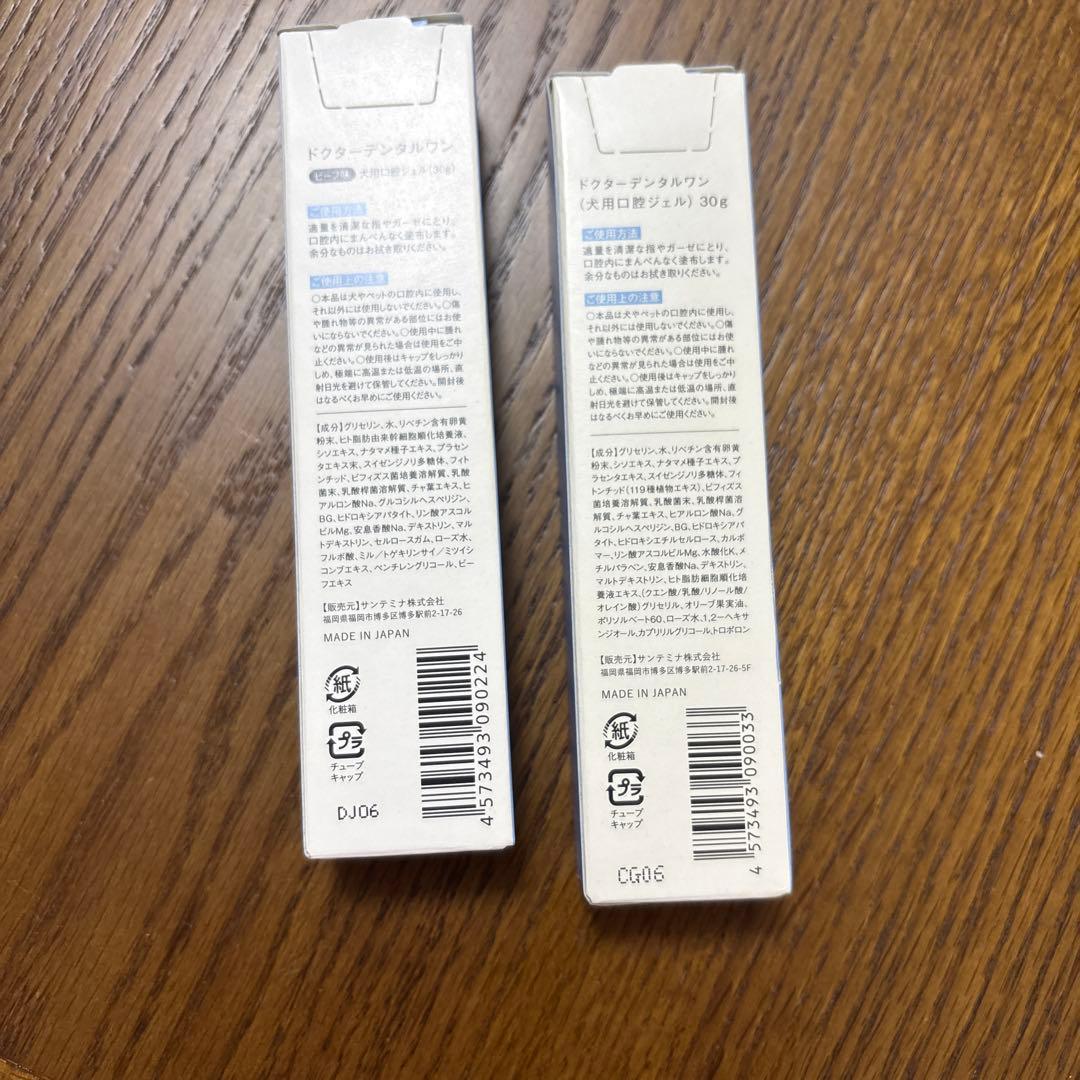 ドクターデンタルワン
ビーフ味 犬用口腔ジェル(30g)
ご使用方法
適量を清潔な指やガーゼにとり、
口腔内にまんべんなく塗布します。
余分なものはお拭き取りください。
ご使用上の注意
○本品は犬やペットの口腔内に使用し、
それ以外には使用しないでください。○傷
や腫れ物等の異常がある部位にはお使
いにならないでください。○使用中に腫れ
などの異常が見られた場合は使用をご中
止ください。○使用後はキャップをしっかり
しめ、極端に高温または低温の場所、直
射日光を避けて保管してください。開封後
はなるべくお早めにご使用ください。
【成分】グリセリン、水、リベチン含有卵黄
粉末、ヒト脂肪由来幹細胞順化培養液、
シソエキス、ナタマメ種子エキス、プラセン
タエキス末、スイゼンジノリ多糖体、フィト
ンチッド、ビフィズス菌培養溶解質、乳酸
菌末、乳酸桿菌溶解質、チャ葉エキス、ヒ
アルロン酸Na、グルコシルヘスペリジン、
BG、ヒドロキシアパタイト、リン酸アスコル
ビルMg、安息香酸Na、デキストリン、マル
トデキストリン、セルロースガム、ローズ水、
フルボ酸、ミル/トゲキリンサイ/ミツイシ
コンブエキス、ペンチレングリコール、ビー
フエキス
【販売元】サンテミナ株式会社
福岡県福岡市博多区博多駅前2-17-26
MADE IN JAPAN
紙
化粧箱
プラ
チューブ
キャップ
DJ06
4 573493 090224
ドクターデンタルワン
(犬用口腔ジェル) 30g
ご使用方法
適量を清潔な指やガーゼにとり、
口腔内にまんべんなく塗布します。
余分なものはお拭き取りください。
ご使用上の注意
○本品は犬やペットの口腔内に使用し、
それ以外には使用しないでください。○傷
や腫れ物等の異常がある部位にはお使
いにならないでください。○使用中に腫れ
などの異常が見られた場合は使用をご中
止ください。○使用後はキャップをしっかり
しめ、極端に高温または低温の場所、直
射日光を避けて保管してください。開封後
はなるべくお早めにご使用ください。
【成分】グリセリン、水、リベチン含有卵黄
粉末、シソエキス、ナタマメ種子エキス、プ
ラセンタエキス、スイゼンジノリ多糖体、フィ
トンチッド(119種植物エキス)、ビフィズス
菌培養溶解質、乳酸菌末、乳酸桿菌溶
解質、チャ葉エキス、ヒアルロン酸Na、グ
ルコシルヘスペリジン、BG、ヒドロキシアパ
タイト、ヒドロキシエチルセルロース、カルボ
マー、リン酸アスコルビルMg、水酸化K、メ
チルパラベン、安息香酸Na、デキストリン、
マルトデキストリン、ヒト脂肪細胞順化培
養液エキス、(クエン酸/乳酸/リノール酸/
オレイン酸)グリセリル、オリーブ果実油、
ポリソルベート60、ローズ水、1,2-ヘキサ
ンジオール、カプリリルグリコール、トロポロン
【販売元】サンテミナ株式会社
福岡県福岡市博多区博多駅前2-17-26-5F
MADE IN JAPAN
紙
化粧箱
プラ
チューブ
キャップ
CG06
4 573493 090033